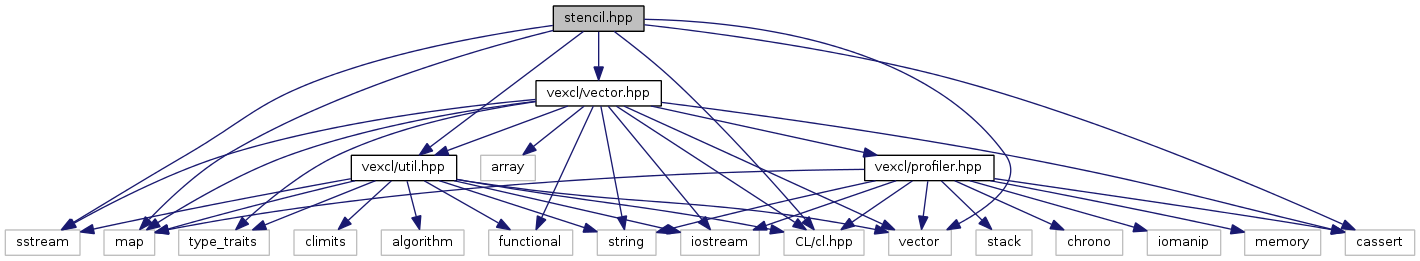 stencil.hpp
vexcl/vector.hpp
vexcl/util.hpp
array
vexcl/profiler.hpp
sstream
map
type_traits
climits
algorithm
functional
string
iostream
CL/cl.hpp
vector
stack
chrono
iomanip
memory
cassert